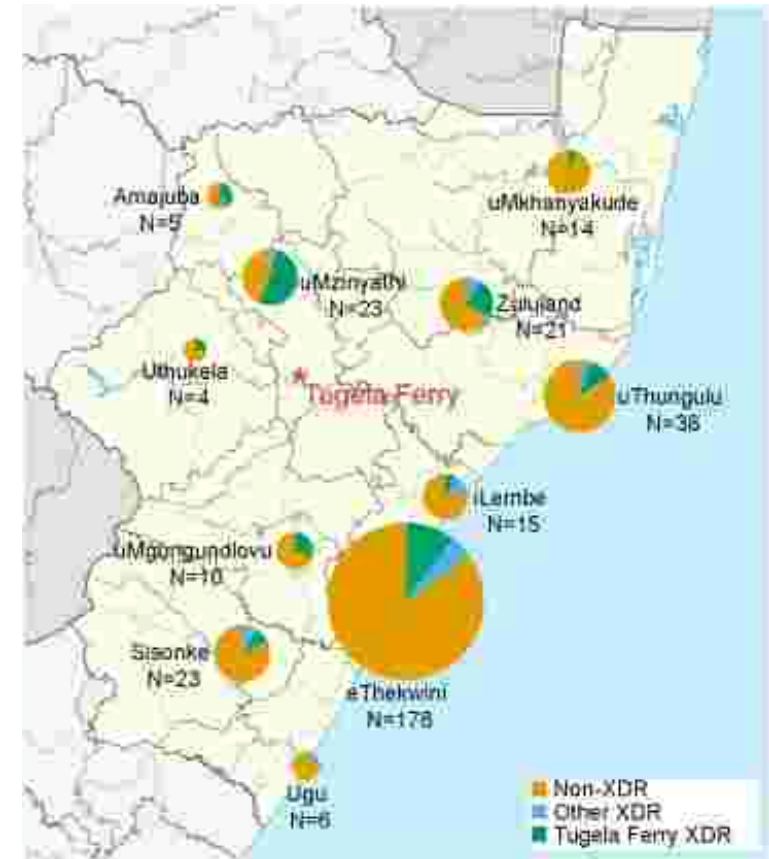 Amajuba
N=5
uMkhanyakude
N=14
uMzinyathi
N=23
Zululand
N=21
Uthukela
N=4
Tugela Ferry
uThungulu
N=38
iLembe
N=15
uMgungundlovu
N=10
Sisonke
N=23
eThekwini
N=178
Ugu
N=6
Non-XDR
Other XDR
Tugela Ferry XDR